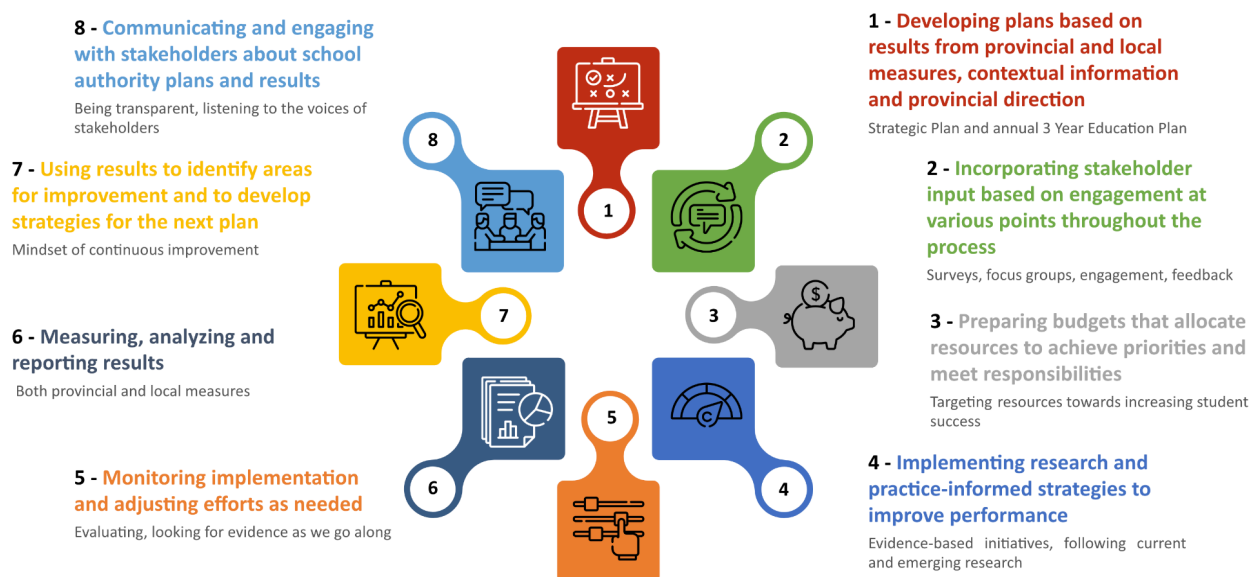 1 - Developing plans based on
results from provincial and local
measures, contextual information
and provincial direction
Strategic Plan and annual 3 Year Education Plan
2 - Incorporating stakeholder
input based on engagement at
various points throughout the
process
Surveys, focus groups, engagement, feedback
3 - Preparing budgets that allocate
resources to achieve priorities and
meet responsibilities
Targeting resources towards increasing student
success
4 - Implementing research and
practice-informed strategies to
improve performance
Evidence-based initiatives, following current
and emerging research
5 - Monitoring implementation
and adjusting efforts as needed
Evaluating, looking for evidence as we go along
6 - Measuring, analyzing and
reporting results
Both provincial and local measures
7 - Using results to identify areas
for improvement and to develop
strategies for the next plan
Mindset of continuous improvement
8 - Communicating and engaging
with stakeholders about school
authority plans and results
Being transparent, listening to the voices of
stakeholders
1
2
3
$
4
C
5
6
7
8